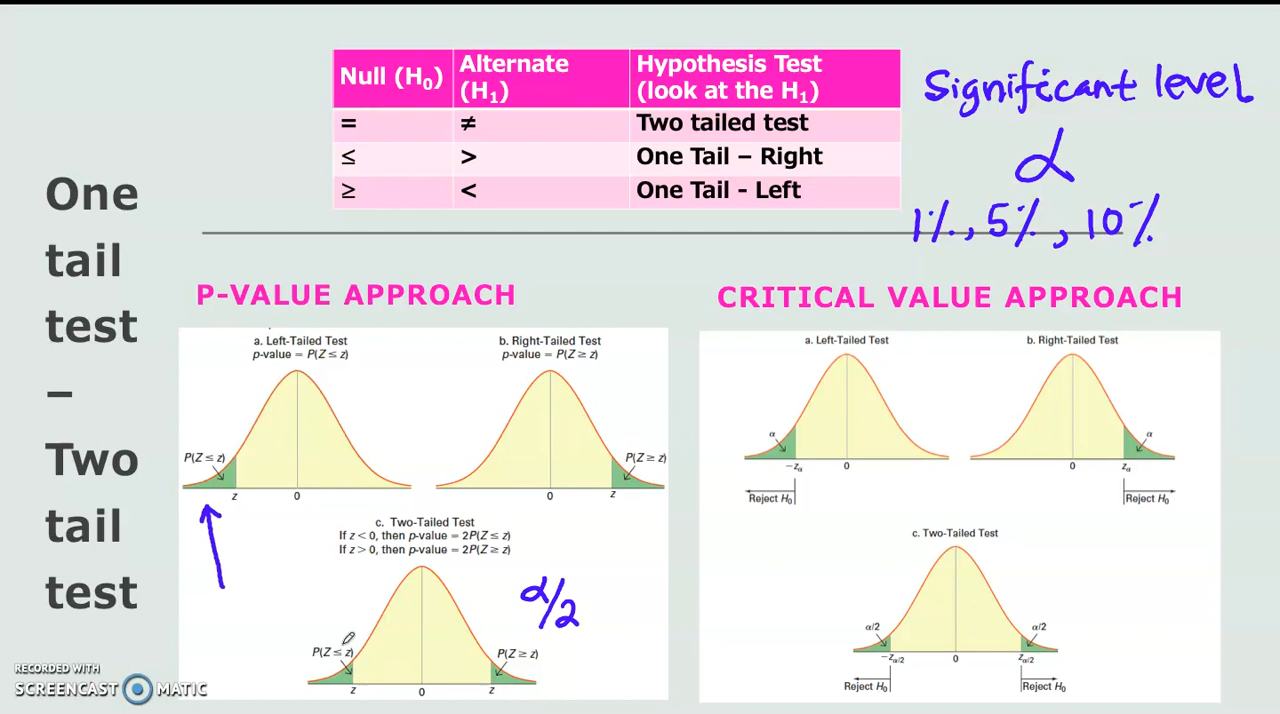 Null (H₀)
Alternate
(H₁)
Hypothesis Test
(look at the H₁)
=
≠
Two tailed test
≤
>
One Tail – Right
≥
<
One Tail - Left
Significant level
α
1%, 5%, 10%
One
tail
test
–
Two
tail
test
P-VALUE APPROACH
a. Left-Tailed Test
p-value = P(Z ≤ z)
P(Z ≤ z)
z
0
b. Right-Tailed Test
p-value = P(Z ≥ z)
P(Z ≥ z)
0
z
c. Two-Tailed Test
If z < 0, then p-value = 2P(Z ≤ z)
If z > 0, then p-value = 2P(Z ≥ z)
α/2
P(Z ≤ z)
P(Z ≥ z)
z
0
z
CRITICAL VALUE APPROACH
a. Left-Tailed Test
α
−zα
0
Reject H₀
b. Right-Tailed Test
α
0
zα
Reject H₀
c. Two-Tailed Test
α/2
α/2
−zα/2
0
zα/2
Reject H₀
Reject H₀
RECORDED WITH
SCREENCAST MATIC